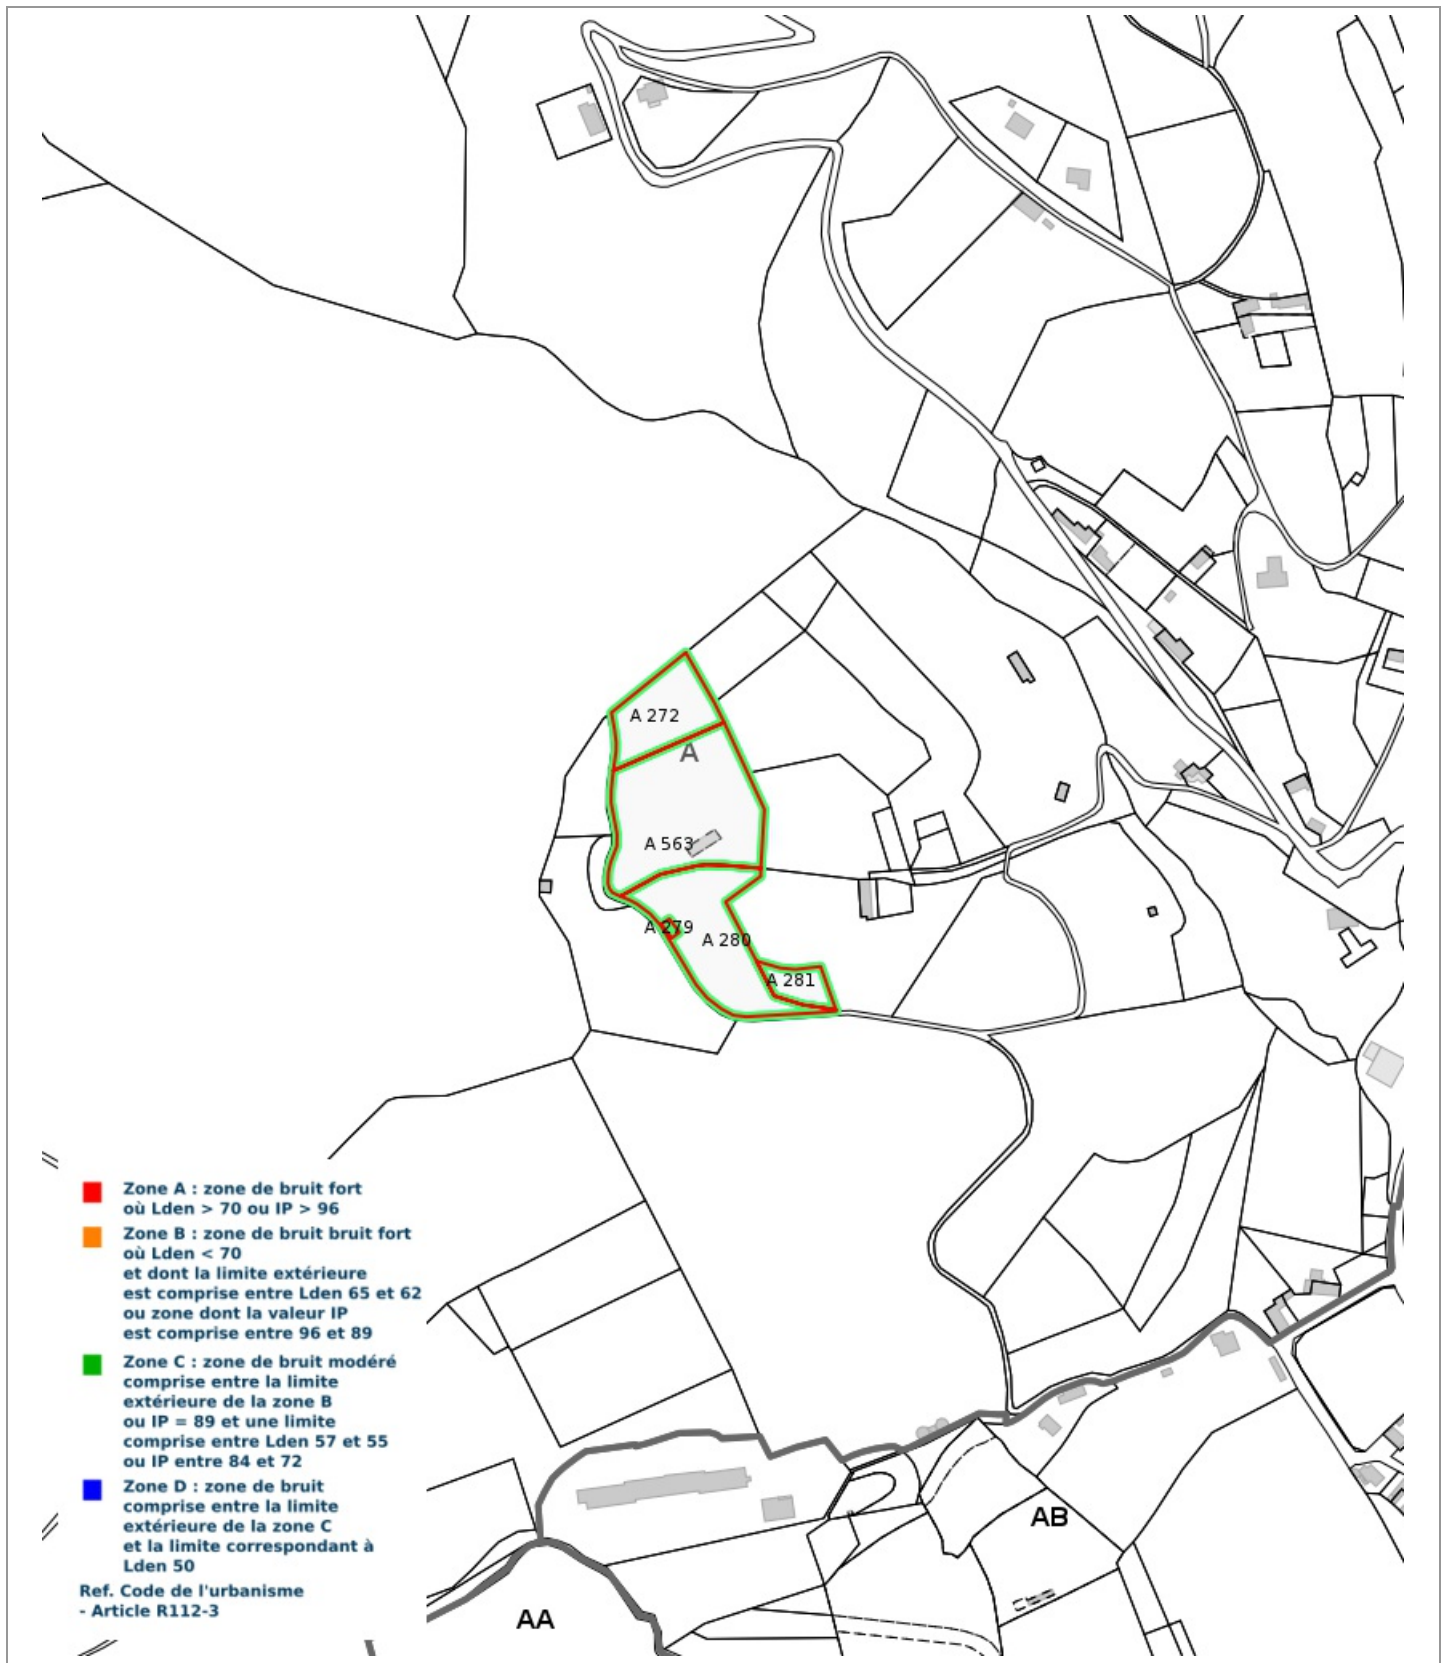 A 272
A
A 563
A 279
A 280
A 281
Zone A : zone de bruit fort
où Lden > 70 ou IP > 96
Zone B : zone de bruit bruit fort
où Lden < 70
et dont la limite extérieure
est comprise entre Lden 65 et 62
ou zone dont la valeur IP
est comprise entre 96 et 89
Zone C : zone de bruit modéré
comprise entre la limite
extérieure de la zone B
ou IP = 89 et une limite
comprise entre Lden 57 et 55
ou IP entre 84 et 72
Zone D : zone de bruit
comprise entre la limite
extérieure de la zone C
et la limite correspondant à
Lden 50
Ref. Code de l'urbanisme
- Article R112-3
AB
AA